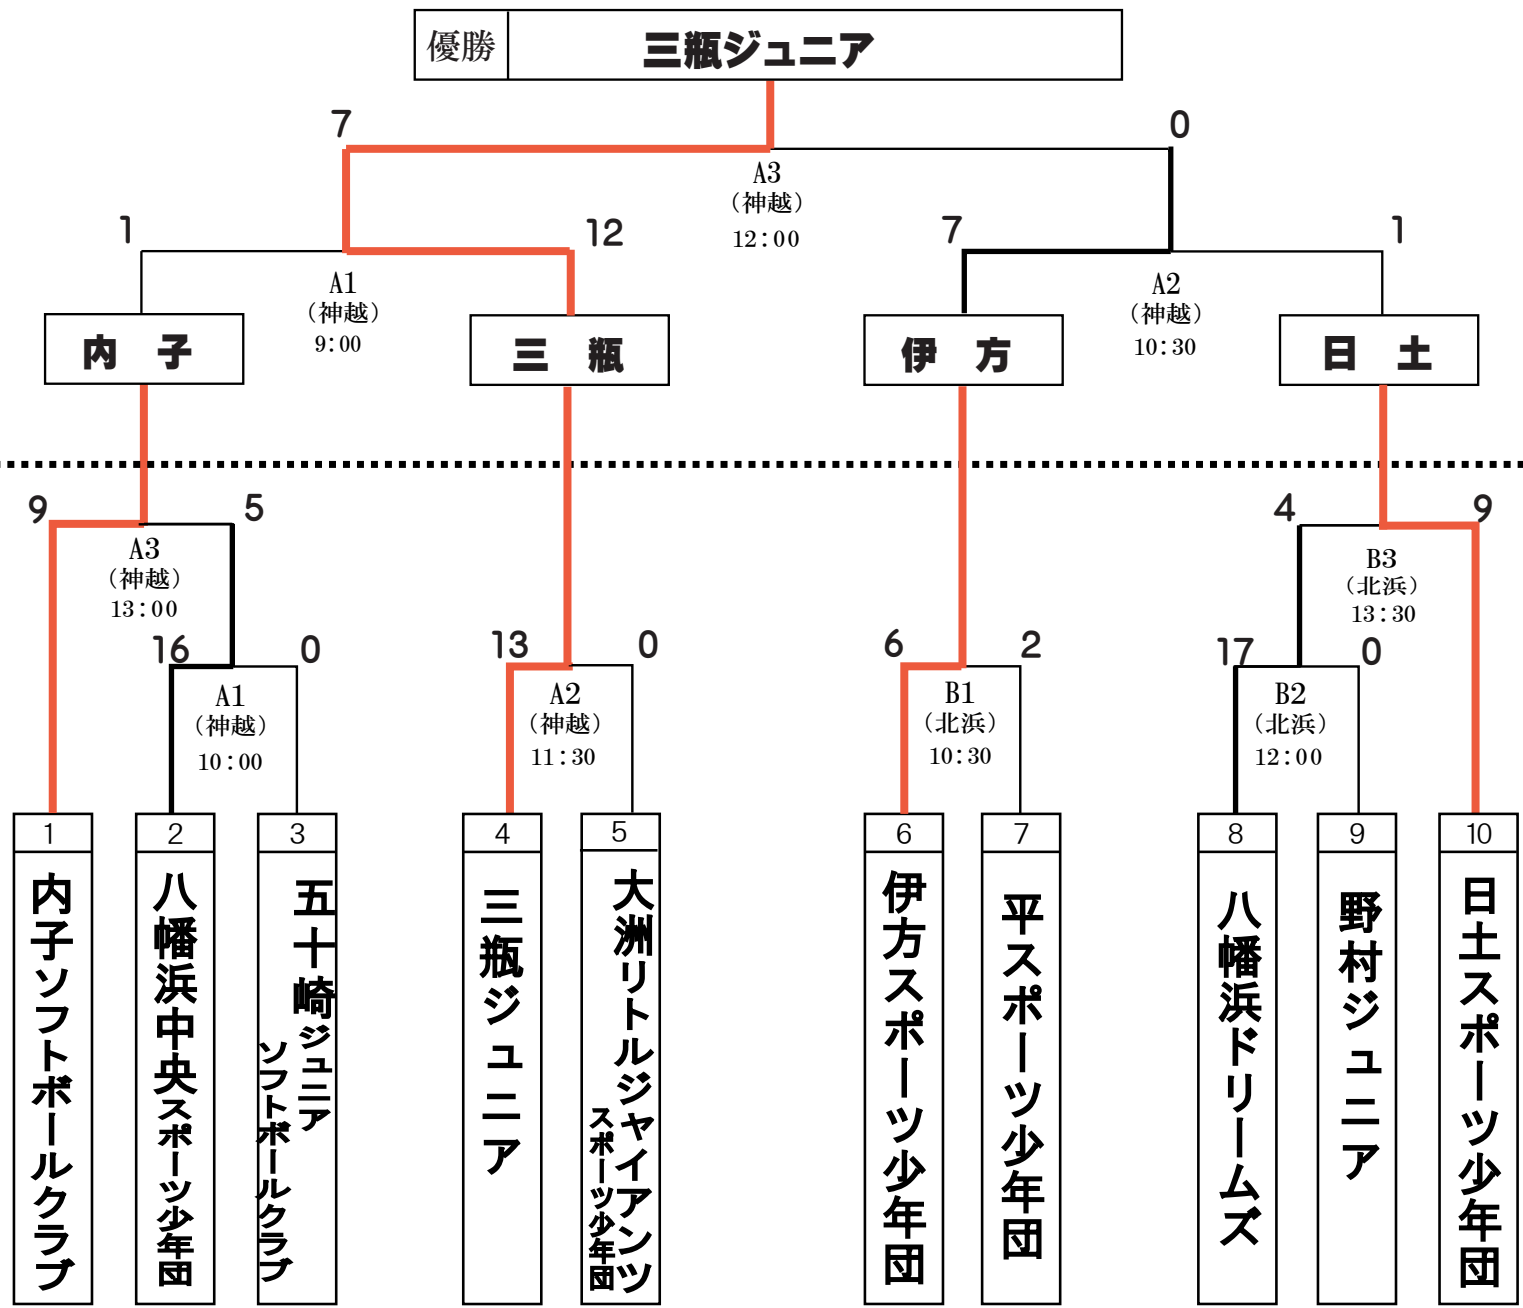 優勝 三瓶ジュニア
7 0
A3
（神越）
12：00
1 12 7 1
A1
（神越）
9：00
A2
（神越）
10：30
内 子
三 瓶
伊 方
日 土
9 5
A3
（神越）
13：00
4 9
B3
（北浜）
13：30
16 0
A1
（神越）
10：00
13 0
A2
（神越）
11：30
6 2
B1
（北浜）
10：30
17 0
B2
（北浜）
12：00
1
内子ソフトボールクラブ
2
八幡浜中央スポーツ少年団
3
五十崎ジュニア
ソフトボールクラブ
4
三瓶ジュニア
5
大洲リトルジャイアンツ
スポーツ少年団
6
伊方スポーツ少年団
7
平スポーツ少年団
8
八幡浜ドリームズ
9
野村ジュニア
10
日土スポーツ少年団